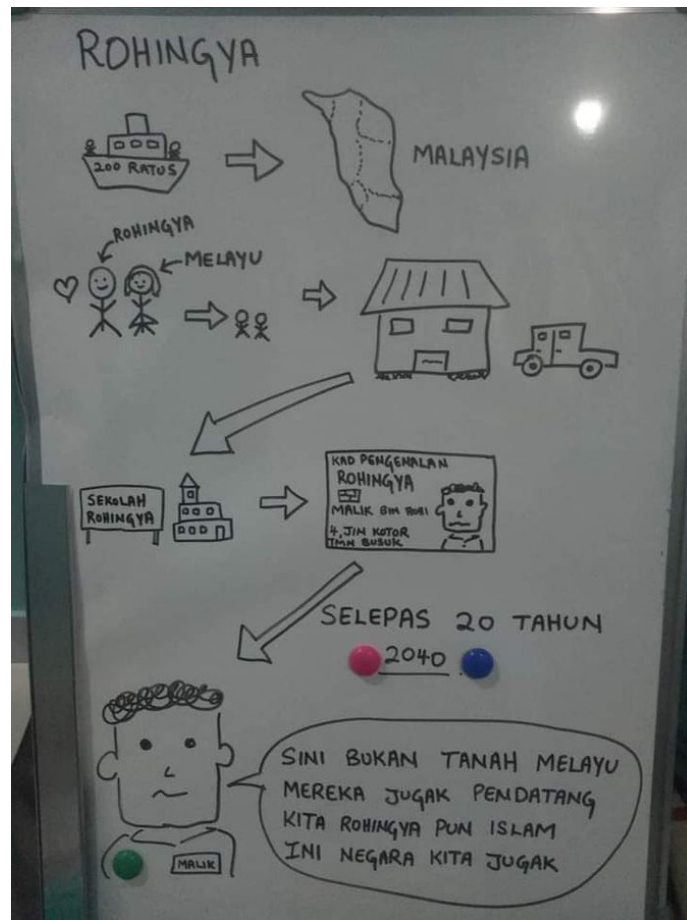 ROHINGYA
200 RATUS
MALAYSIA
ROHINGYA
MELAYU
SEKOLAH
ROHINGYA
KAD PENGENALAN
ROHINGYA
MALIK BIN ROBI
4, JLN KOTOR
TMN BUSUK
SELEPAS 20 TAHUN
2040
SINI BUKAN TANAH MELAYU
MEREKA JUGAK PENDATANG
KITA ROHINGYA PUN ISLAM
INI NEGARA KITA JUGAK
MALIK